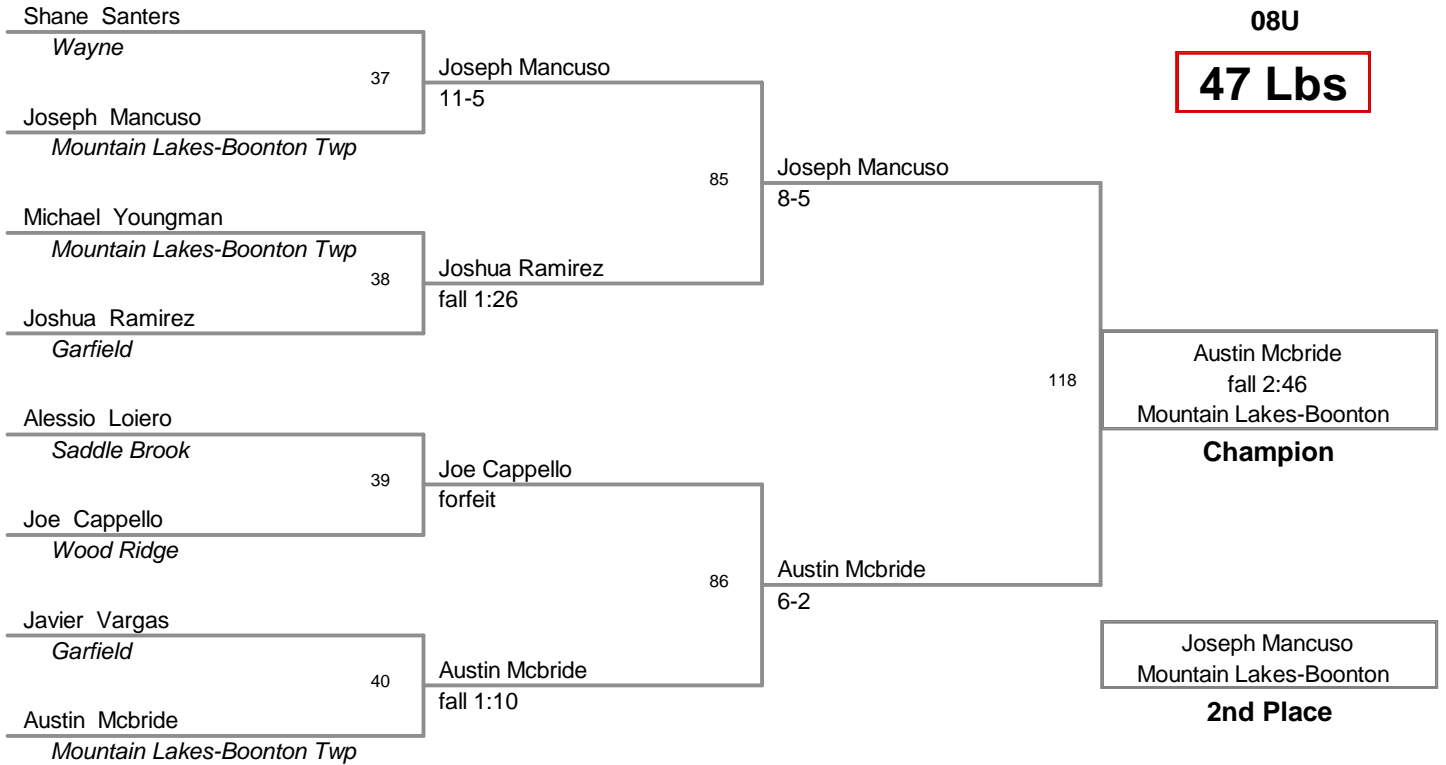 Shane Santers
Wayne
37
Joseph Mancuso
Mountain Lakes-Boonton Twp
Michael Youngman
Mountain Lakes-Boonton Twp
38
Joshua Ramirez
Garfield
Alessio Loiero
Saddle Brook
39
Joe Cappello
Wood Ridge
Javier Vargas
Garfield
40
Austin Mcbride
Mountain Lakes-Boonton Twp
Joseph Mancuso
11-5
85
Joshua Ramirez
fall 1:26
Joe Cappello
forfeit
86
Austin Mcbride
fall 1:10
Joseph Mancuso
8-5
118
Austin Mcbride
6-2
08U
47 Lbs
Austin Mcbride
fall 2:46
Mountain Lakes-Boonton
Champion
Joseph Mancuso
Mountain Lakes-Boonton
2nd Place